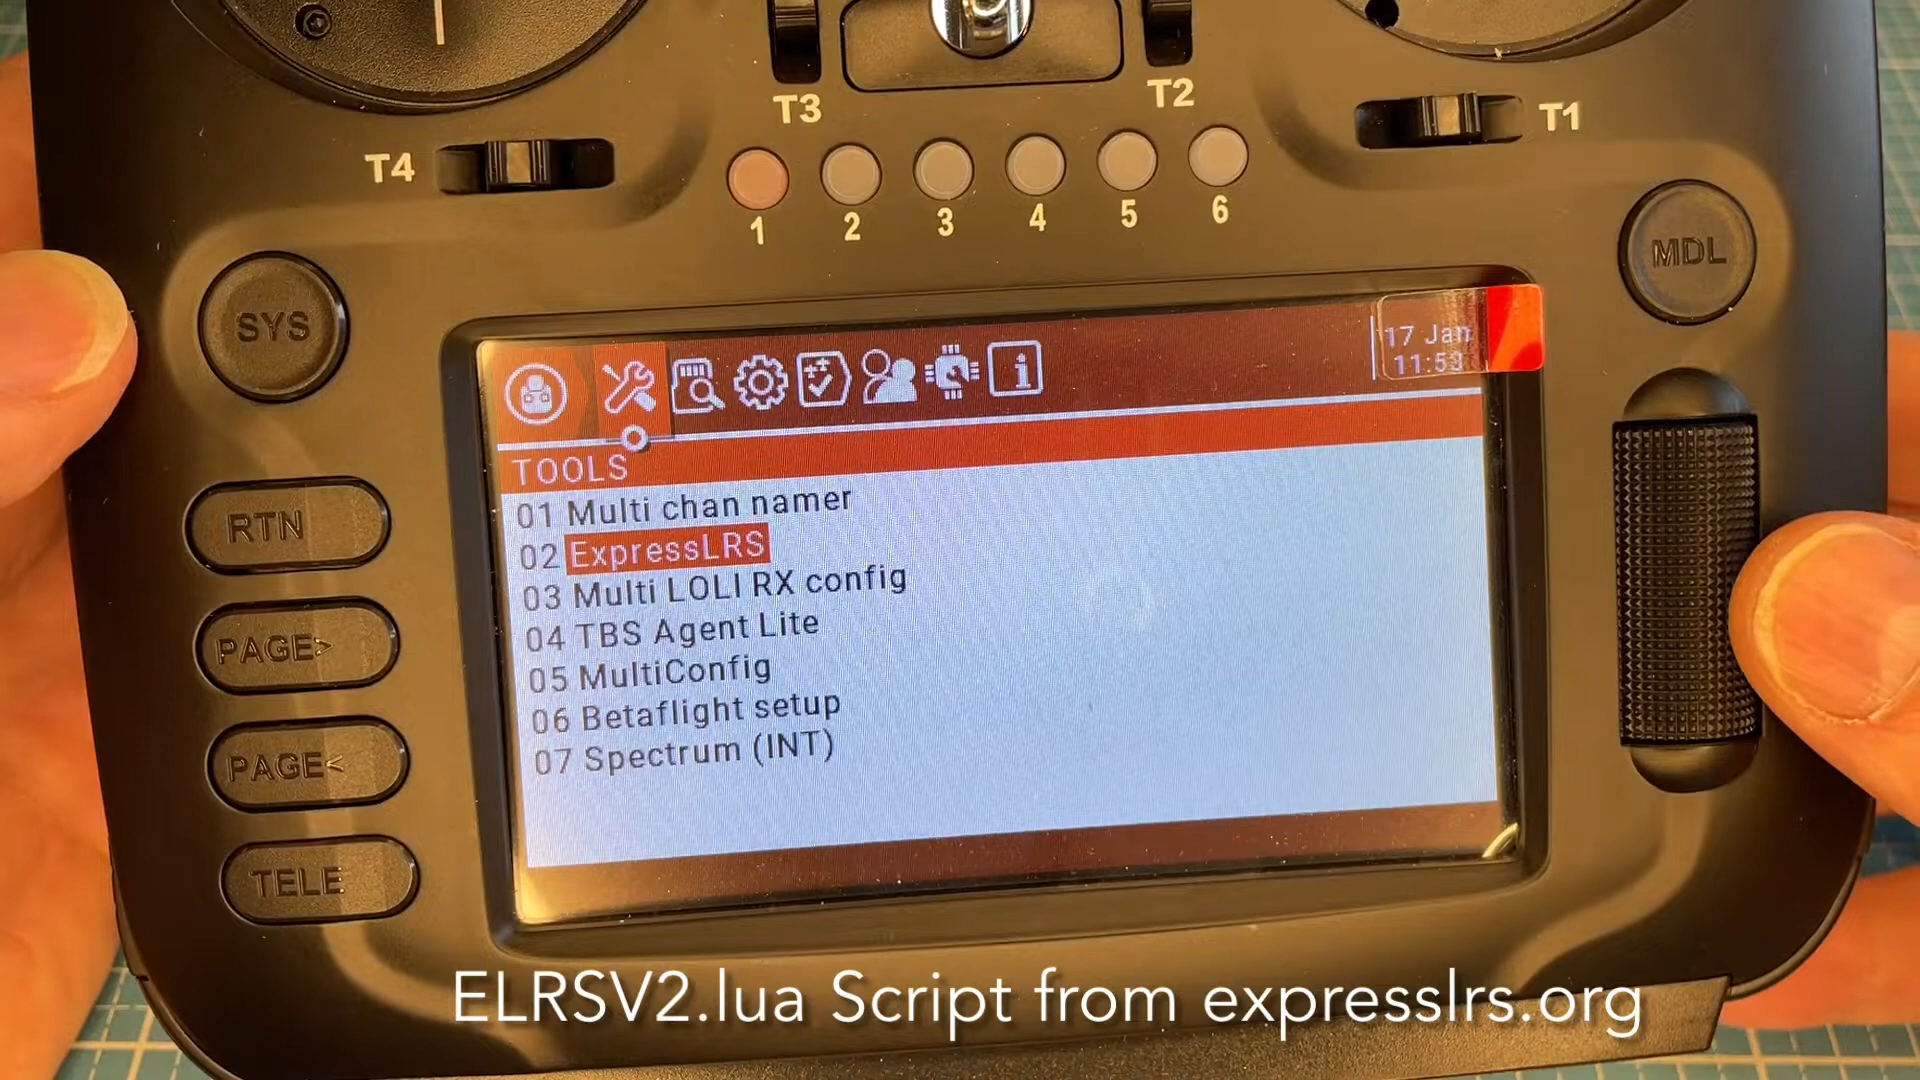 T3
T2
T1
T4
1
2
3
4
5
6
SYS
MDL
17 Jan
11:53
TOOLS
RTN
01 Multi chan namer
02 ExpressLRS
03 Multi LOLI RX config
PAGE>
04 TBS Agent Lite
05 MultiConfig
06 Betaflight setup
PAGE<
07 Spectrum (INT)
TELE
ELRSV2.lua Script from expresslrs.org